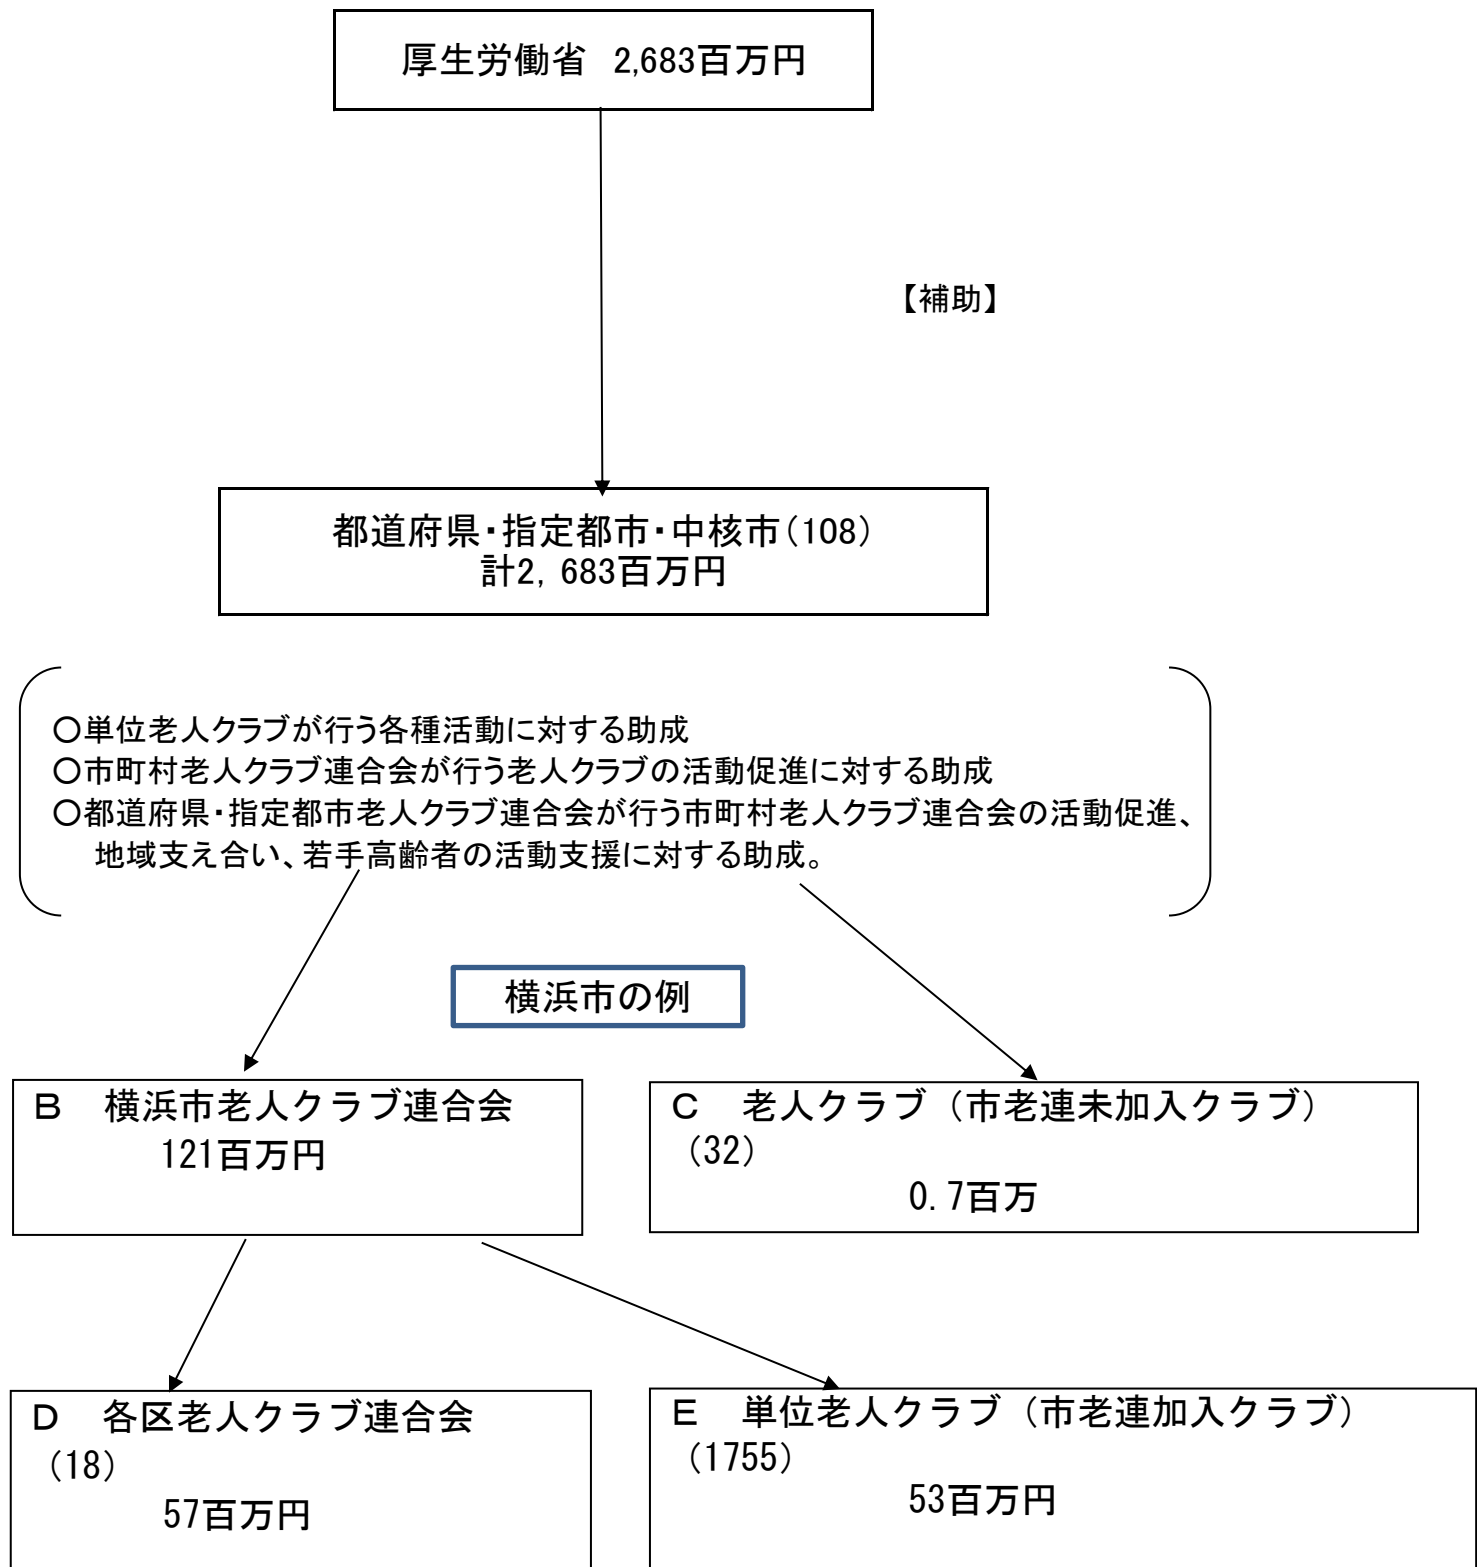 厚生労働省 2,683百万円
【補助】
都道府県・指定都市・中核市(108)
計2，683百万円
○単位老人クラブが行う各種活動に対する助成
○市町村老人クラブ連合会が行う老人クラブの活動促進に対する助成
○都道府県・指定都市老人クラブ連合会が行う市町村老人クラブ連合会の活動促進、
地域支え合い、若手高齢者の活動支援に対する助成。
横浜市の例
B 横浜市老人クラブ連合会
121百万円
C 老人クラブ（市老連未加入クラブ）
（32）
0.7百万
D 各区老人クラブ連合会
（18）
57百万円
E 単位老人クラブ（市老連加入クラブ）
（1755）
53百万円